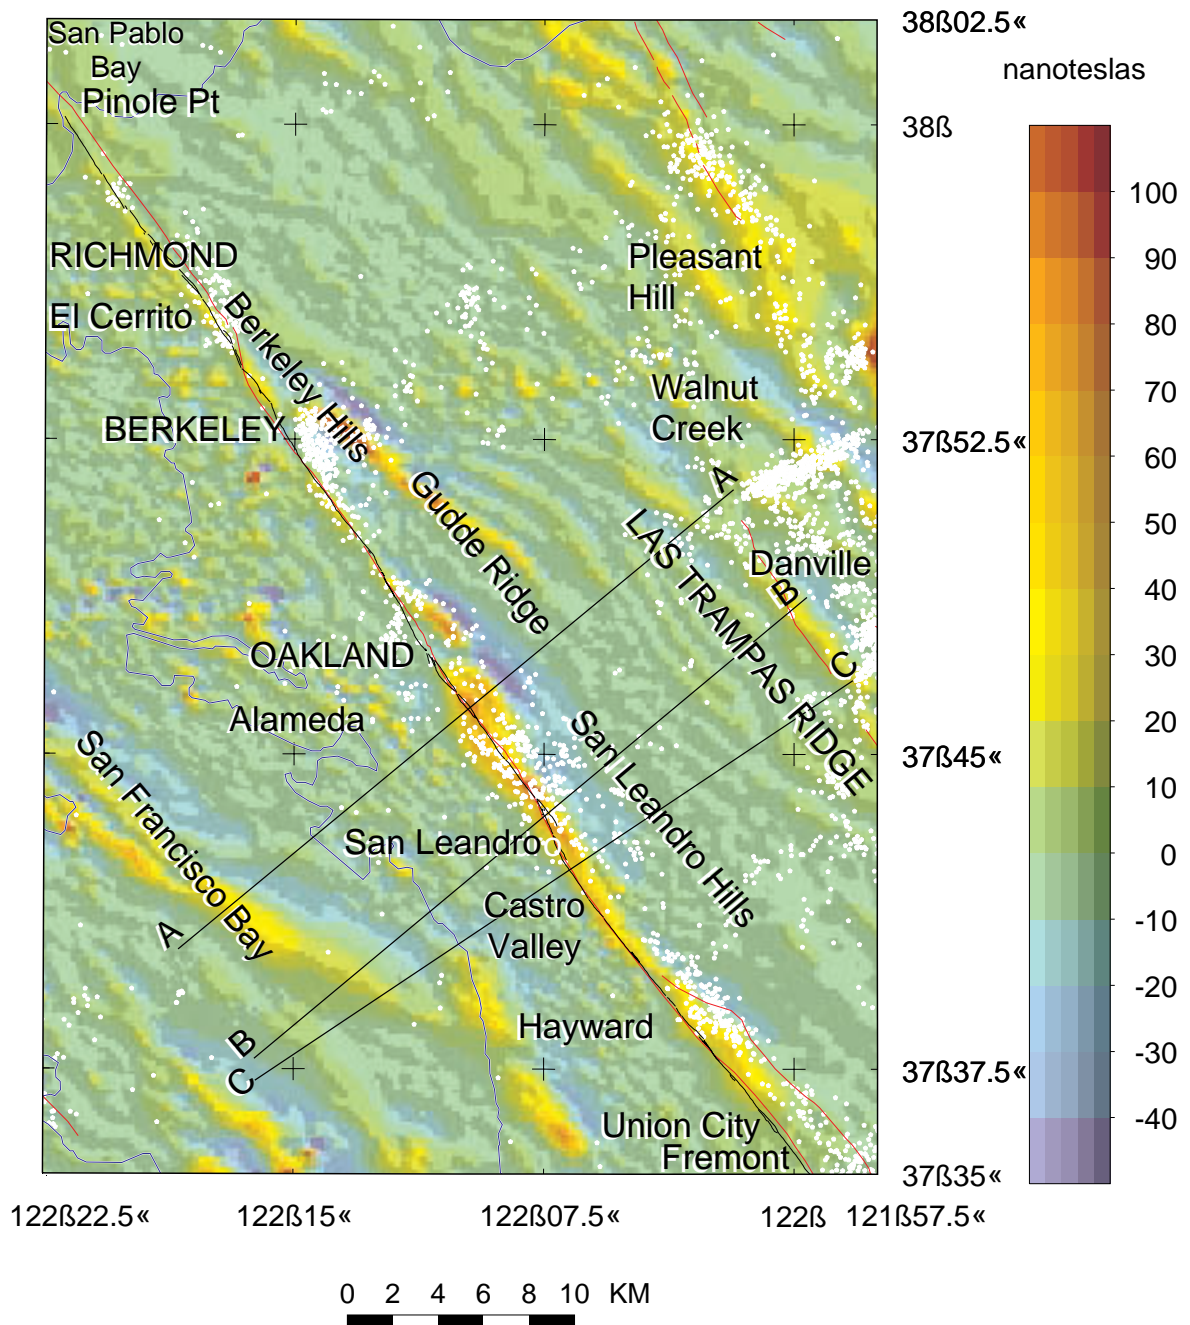 38ß02.5«
San Pablo
Bay
nanoteslas
Pinole Pt
38ß
100
RICHMOND
Pleasant
Hill
90
El Cerrito
80
Berkeley Hills
Walnut
Creek
70
BERKELEY
37ß52.5«
60
A
Gudde Ridge
50
LAS TRAMPAS RIDGE
Danville
B
40
OAKLAND
C
30
Alameda
20
San Francisco Bay
San Leandro Hills
37ß45«
10
San Leandro
0
Castro
Valley
-10
A
-20
Hayward
B
-30
C
37ß37.5«
-40
Union City
Fremont
37ß35«
122ß22.5«
122ß15«
122ß07.5«
122ß
121ß57.5«
0 2 4 6 8 10 KM